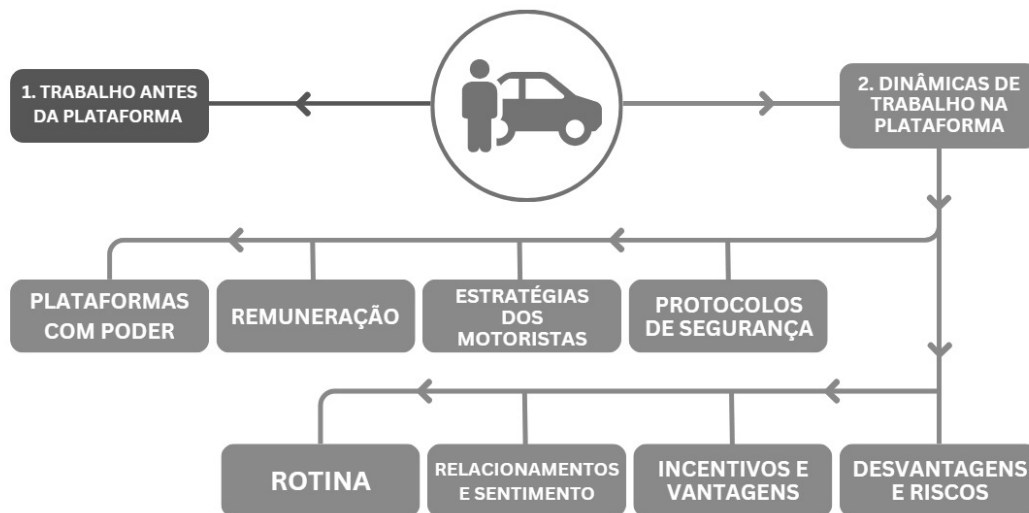 1. TRABALHO ANTES
DA PLATAFORMA
2. DINÂMICAS DE
TRABALHO NA
PLATAFORMA
PLATAFORMAS
COM PODER
REMUNERAÇÃO
ESTRATÉGIAS
DOS
MOTORISTAS
PROTOCOLOS
DE SEGURANÇA
ROTINA
RELACIONAMENTOS
E SENTIMENTO
INCENTIVOS E
VANTAGENS
DESVANTAGENS
E RISCOS